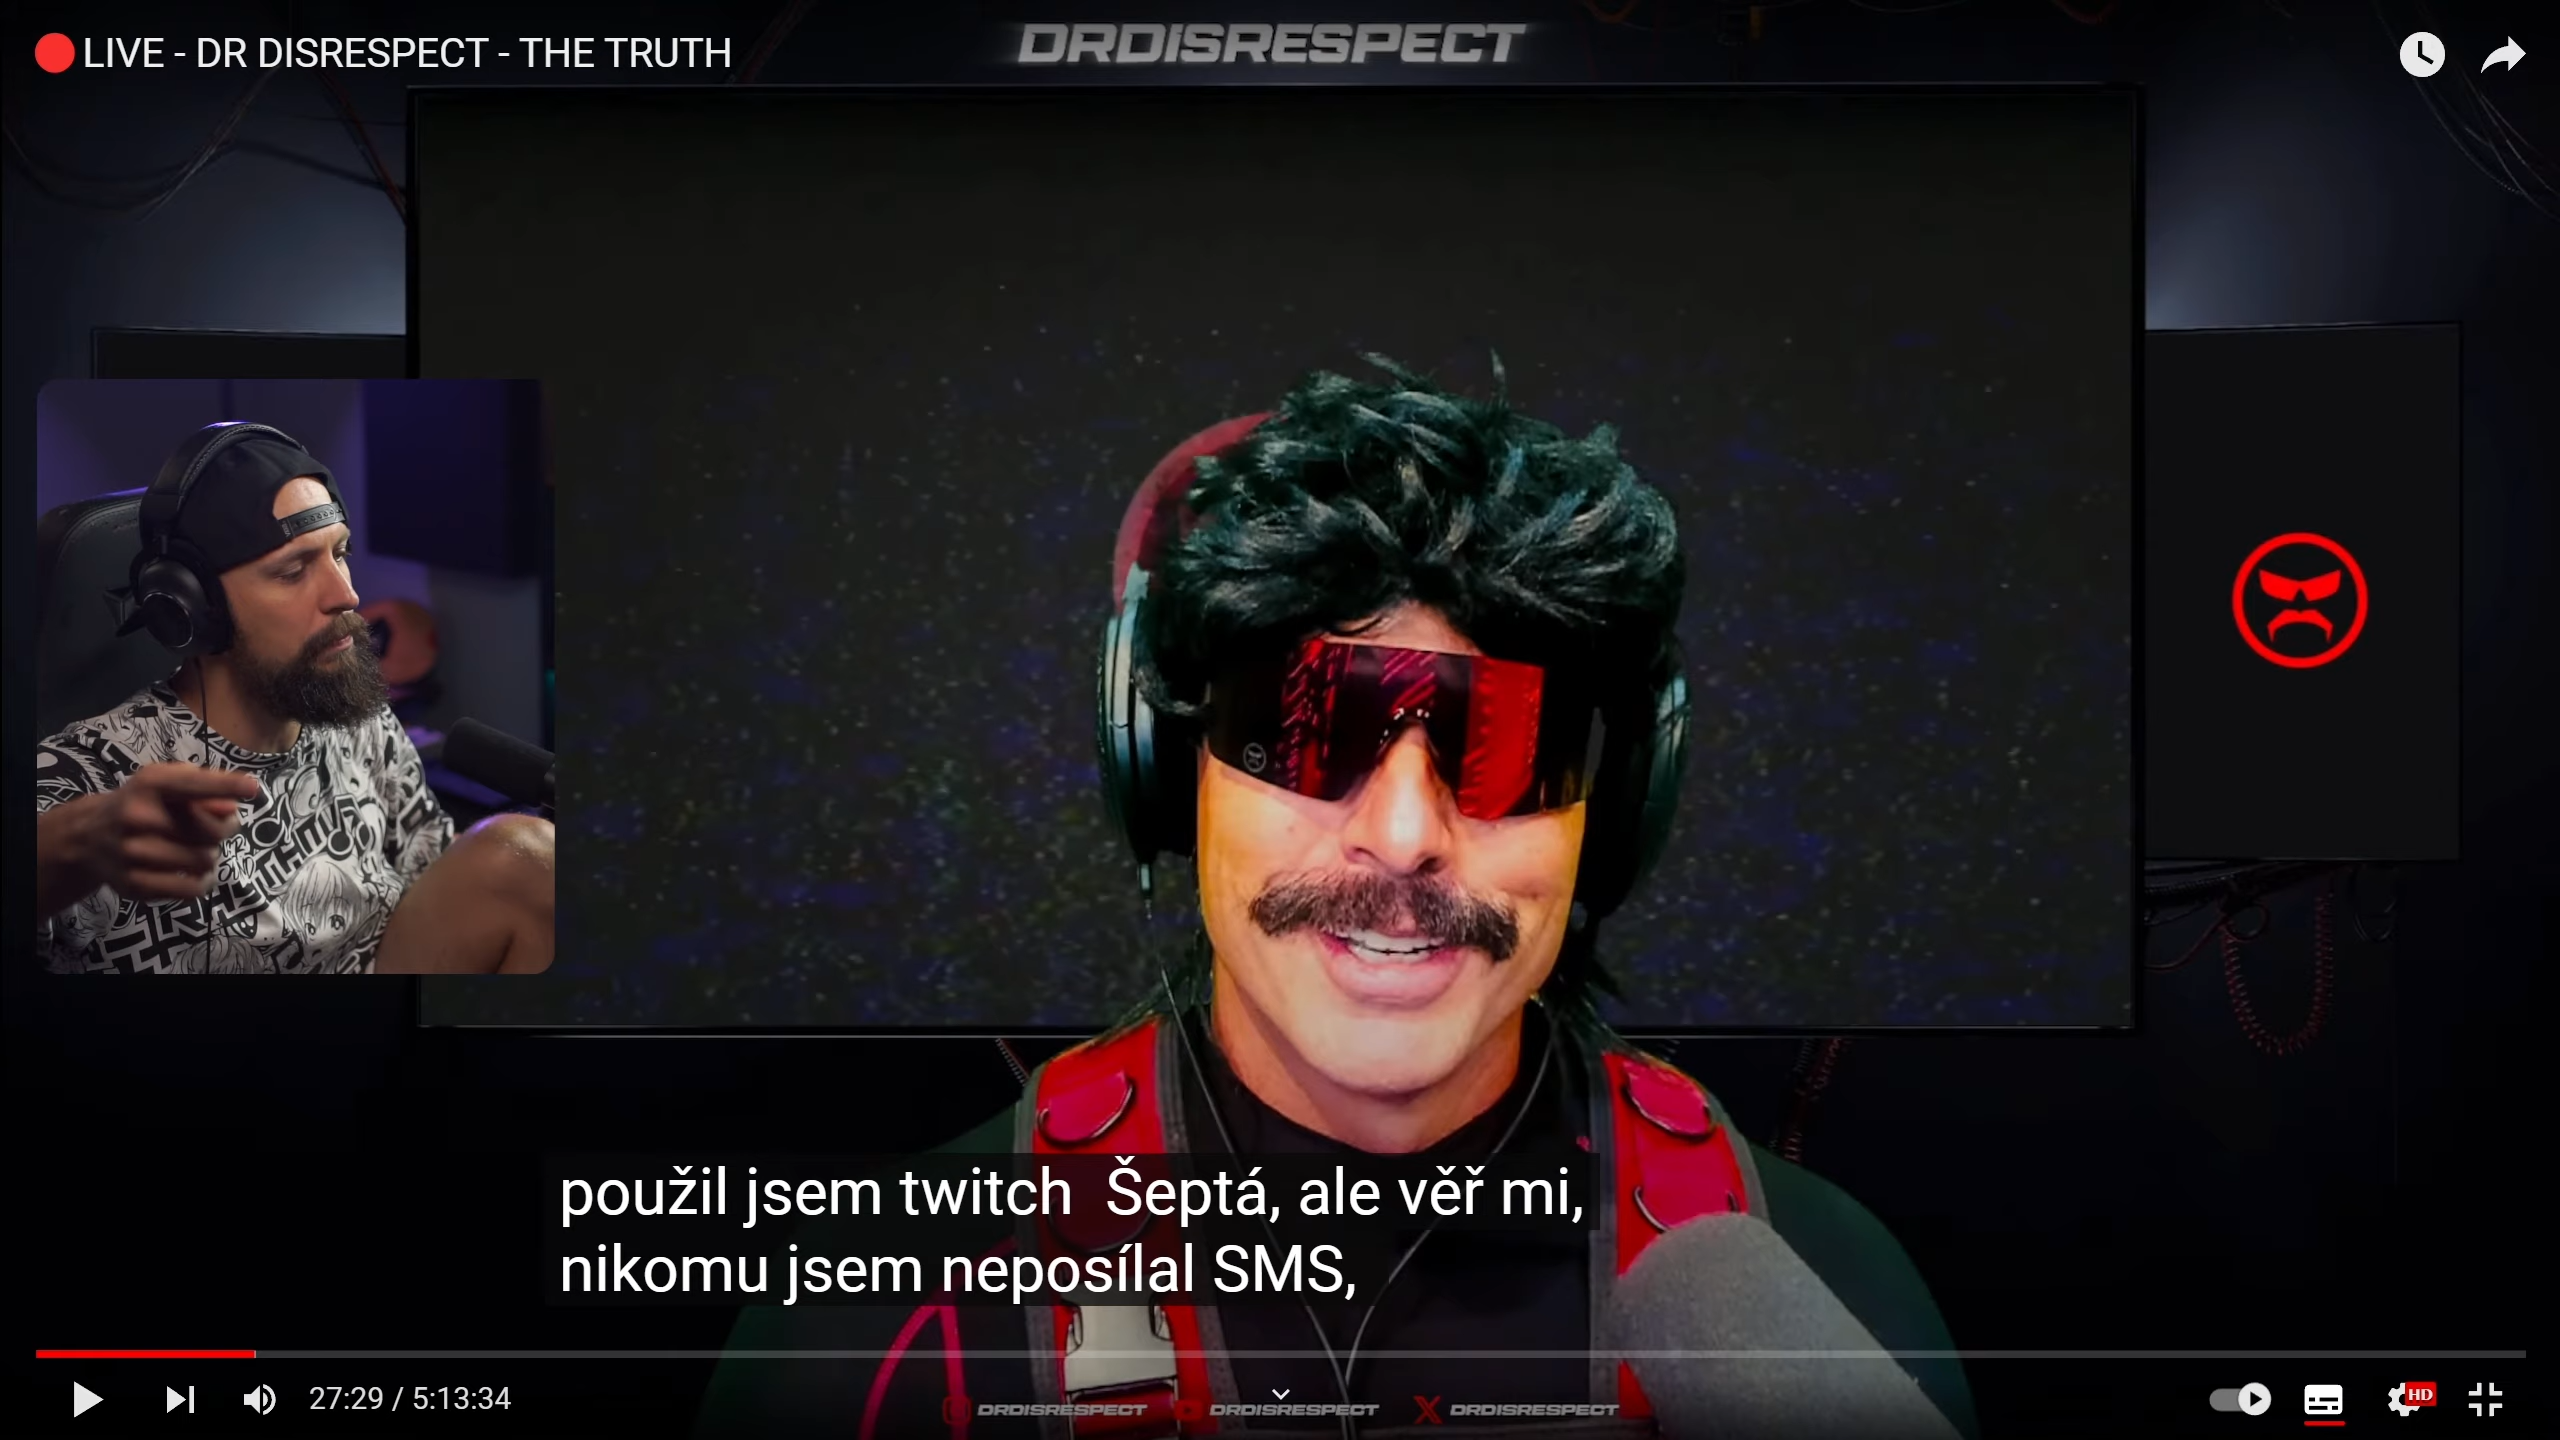 DRDISRESPECT
LIVE - DR DISRESPECT - THE TRUTH
použil jsem twitch  Šeptá, ale věř mi,
nikomu jsem neposílal SMS,
27:29 / 5:13:34
HD
DRDISRESPECT DRDISRESPECT X DRDISRESPECT